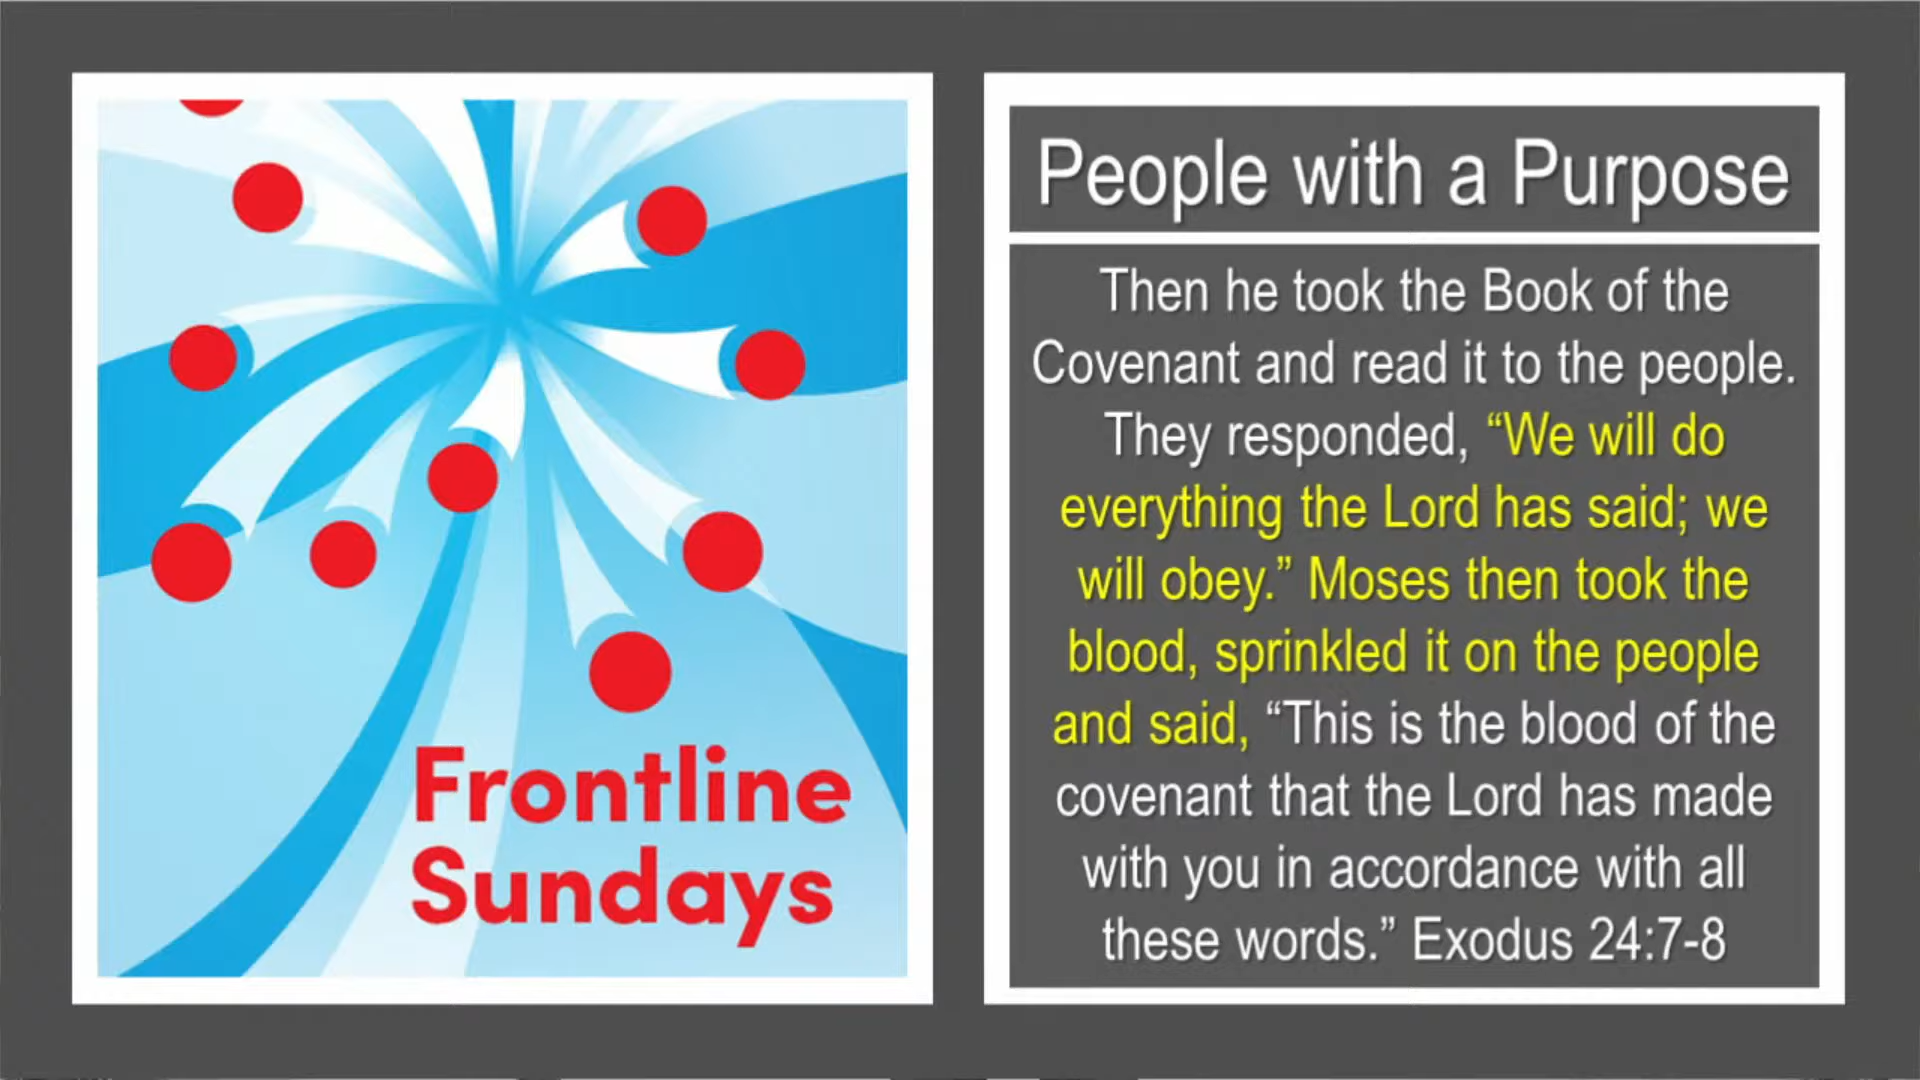 Frontline
Sundays
People with a Purpose
Then he took the Book of the
Covenant and read it to the people.
They responded, “We will do
everything the Lord has said; we
will obey.” Moses then took the
blood, sprinkled it on the people
and said, “This is the blood of the
covenant that the Lord has made
with you in accordance with all
these words.” Exodus 24:7-8